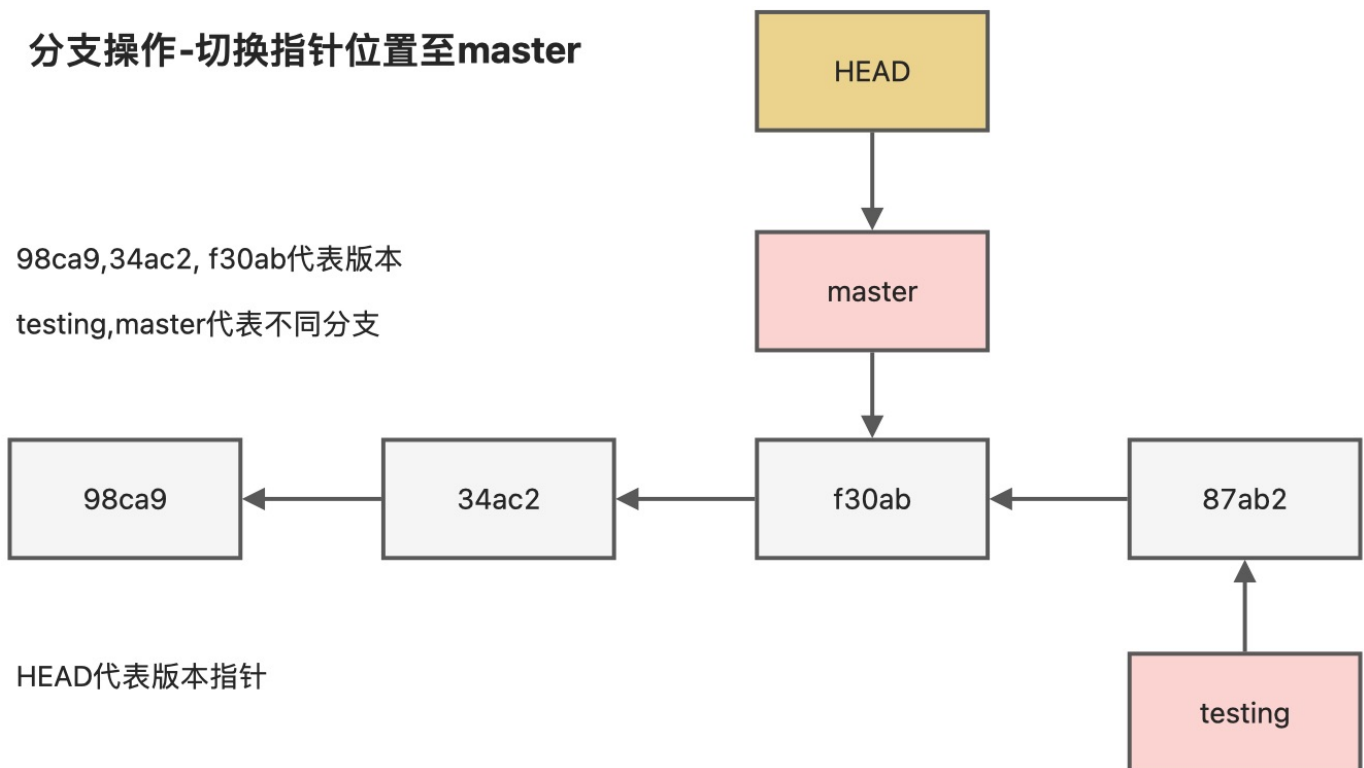 分支操作-切换指针位置至master
HEAD
98ca9,34ac2, f30ab代表版本
master
testing,master代表不同分支
98ca9
34ac2
f30ab
87ab2
HEAD代表版本指针
testing